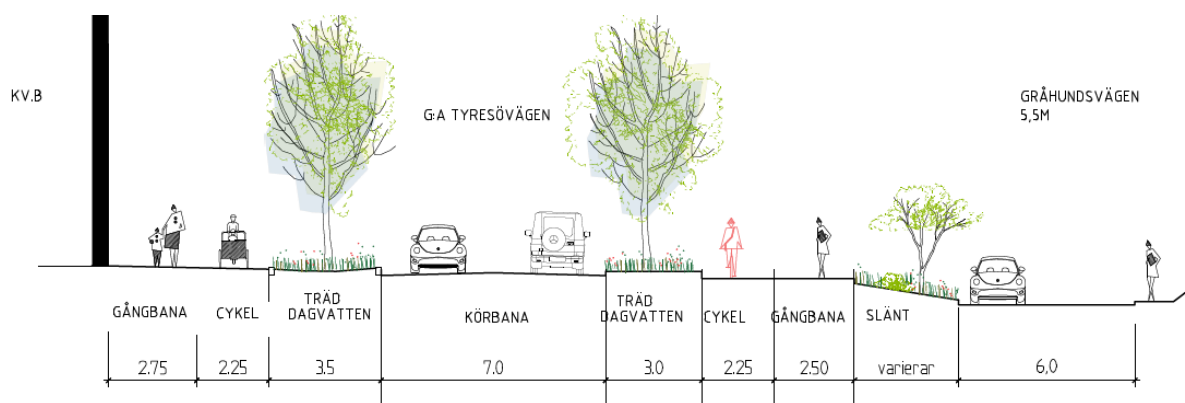 KV.B
G:A TYRESÖVÄGEN
GRÅHUNDSVÄGEN
5,5M
GÅNGBANA
CYKEL
TRÄD
DAGVATTEN
KÖRBANA
TRÄD
DAGVATTEN
CYKEL
GÅNGBANA
SLÄNT
2.75
2.25
3.5
7.0
3.0
2.25
2.50
varierar
6,0